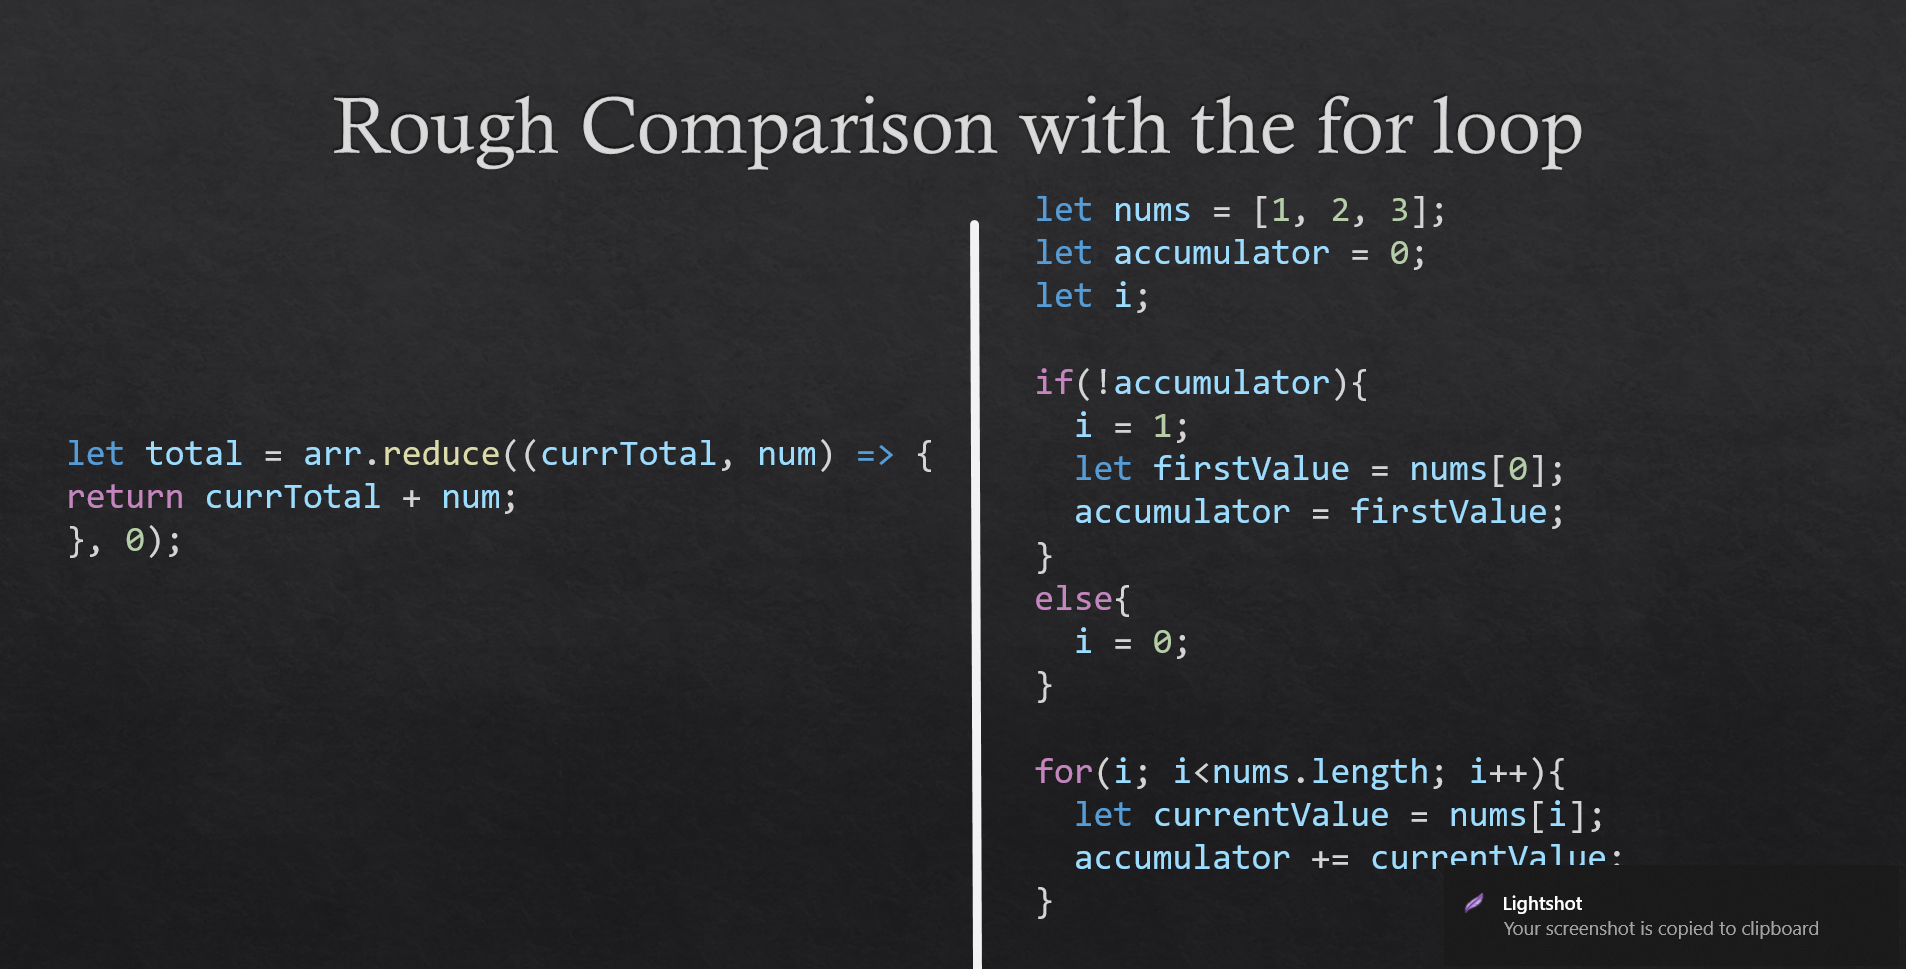 Rough Comparison with the for loop
let total = arr.reduce((currTotal, num) => {
return currTotal + num;
}, 0);
let nums = [1, 2, 3];
let accumulator = 0;
let i;
if(!accumulator){
  i = 1;
  let firstValue = nums[0];
  accumulator = firstValue;
}
else{
  i = 0;
}
for(i; i<nums.length; i++){
  let currentValue = nums[i];
  accumulator += currentValue;
}
Lightshot
Your screenshot is copied to clipboard